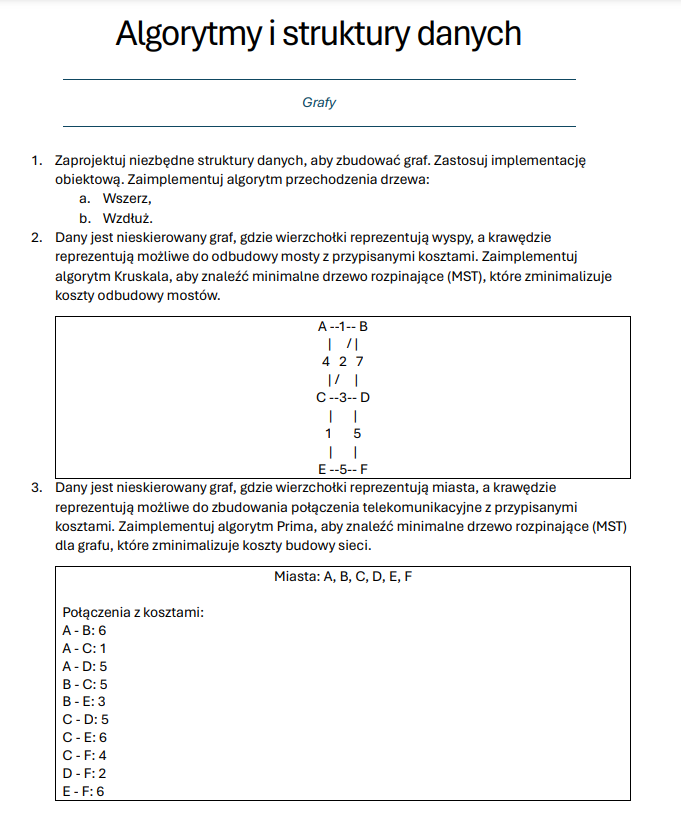 Algorytmy i struktury danych
Grafy
1. Zaprojektuj niezbędne struktury danych, aby zbudować graf. Zastosuj implementację
obiektową. Zaimplementuj algorytm przechodzenia drzewa:
a. Wszerz,
b. Wzdłuż.
2. Dany jest nieskierowany graf, gdzie wierzchołki reprezentują wyspy, a krawędzie
reprezentują możliwe do odbudowy mosty z przypisanymi kosztami. Zaimplementuj
algorytm Kruskala, aby znaleźć minimalne drzewo rozpinające (MST), które zminimalizuje
koszty odbudowy mostów.
A --1-- B
|   / |
4  2  7
| /   |
C --3-- D
|     |
1     5
|     |
E --5-- F
3. Dany jest nieskierowany graf, gdzie wierzchołki reprezentują miasta, a krawędzie
reprezentują możliwe do zbudowania połączenia telekomunikacyjne z przypisanymi
kosztami. Zaimplementuj algorytm Prima, aby znaleźć minimalne drzewo rozpinające (MST)
dla grafu, które zminimalizuje koszty budowy sieci.
Miasta: A, B, C, D, E, F
Połączenia z kosztami:
A - B: 6
A - C: 1
A - D: 5
B - C: 5
B - E: 3
C - D: 5
C - E: 6
C - F: 4
D - F: 2
E - F: 6